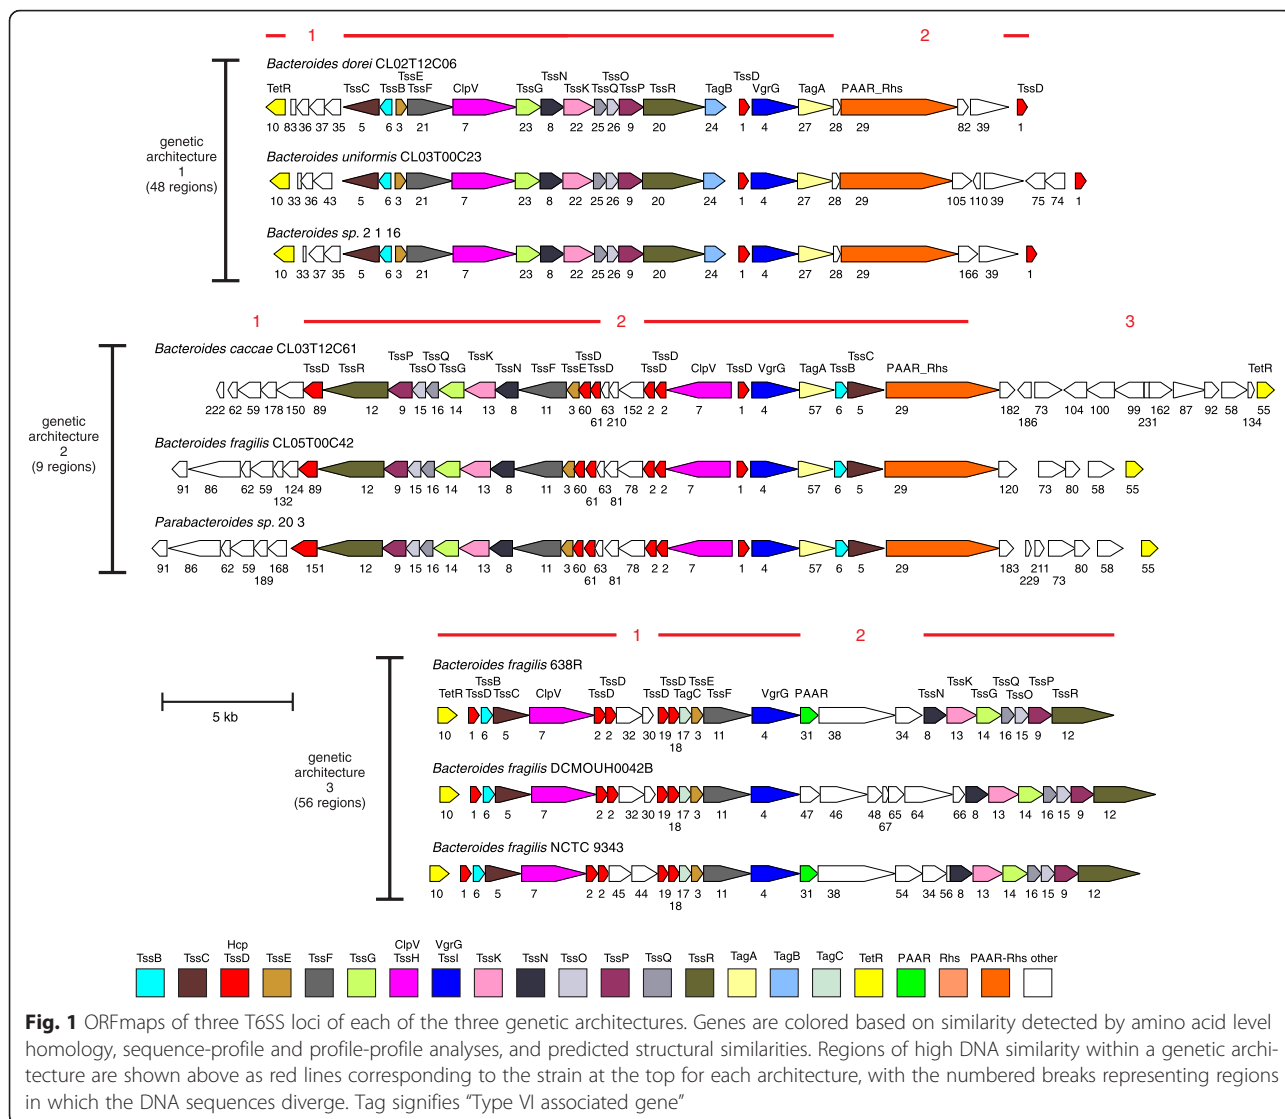 1 2
Bacteroides dorei CL02T12C06
TssE TssN TssO TssD
TetR TssC TssB TssF ClpV TssG TssK TssQ TssP TssR TagB VgrG TagA PAAR_Rhs TssD
10 83 36 37 35 5 6 3 21 7 23 8 22 25 26 9 20 24 1 4 27 28 29 82 39 1
genetic
architecture
1
(48 regions)
Bacteroides uniformis CL03T00C23
10 33 36 43 5 6 3 21 7 23 8 22 25 26 9 20 24 1 4 27 28 29 105 110 39 75 74 1
Bacteroides sp. 2 1 16
10 33 37 35 5 6 3 21 7 23 8 22 25 26 9 20 24 1 4 27 28 29 166 39 1
1 2 3
Bacteroides caccae CL03T12C61
TssP TssQ TssK TssD TssD TssC
TssD TssR TssO TssG TssN TssF TssE TssD TssD ClpV TssD VgrG TagA TssB PAAR_Rhs TetR
222 62 59 178 150 89 12 9 15 16 14 13 8 11 3 60 63 152 2 2 7 1 4 57 6 5 29 182 73 104 100 99 162 87 92 58 55
61 210 186 231 134
genetic
architecture
2
(9 regions)
Bacteroides fragilis CL05T00C42
91 86 62 59 124 89 12 9 15 16 14 13 8 11 3 60 63 78 2 2 7 1 4 57 6 5 29 120 73 80 58 55
132 61 81
Parabacteroides sp. 20 3
91 86 62 59 168 151 12 9 15 16 14 13 8 11 3 60 63 79 2 2 7 1 4 57 6 5 29 183 211 80 58 55
189 61 81 229 73
1 2
Bacteroides fragilis 638R
TssB TssD TssD TssE TssK TssQ TssP
TetR TssD TssC ClpV TssD TssD TagC TssF VgrG PAAR TssN TssG TssO TssR
10 1 6 5 7 2 2 32 30 19 17 3 11 4 31 38 34 8 13 14 16 15 9 12
18
5 kb
genetic
architecture
3
(56 regions)
Bacteroides fragilis DCMOUH0042B
10 1 6 5 7 2 2 32 30 19 17 3 11 4 47 46 48 65 64 66 8 13 14 16 15 9 12
18 67
Bacteroides fragilis NCTC 9343
10 1 6 5 7 2 2 45 44 19 17 3 11 4 31 38 54 34 56 8 13 14 16 15 9 12
18
Hcp ClpV VgrG
TssB TssC TssD TssE TssF TssG TssH TssI TssK TssN TssO TssP TssQ TssR TagA TagB TagC TetR PAAR Rhs PAAR-Rhs other
Fig. 1 ORFmaps of three T6SS loci of each of the three genetic architectures. Genes are colored based on similarity detected by amino acid level
homology, sequence-profile and profile-profile analyses, and predicted structural similarities. Regions of high DNA similarity within a genetic archi-
tecture are shown above as red lines corresponding to the strain at the top for each architecture, with the numbered breaks representing regions
in which the DNA sequences diverge. Tag signifies “Type VI associated gene”